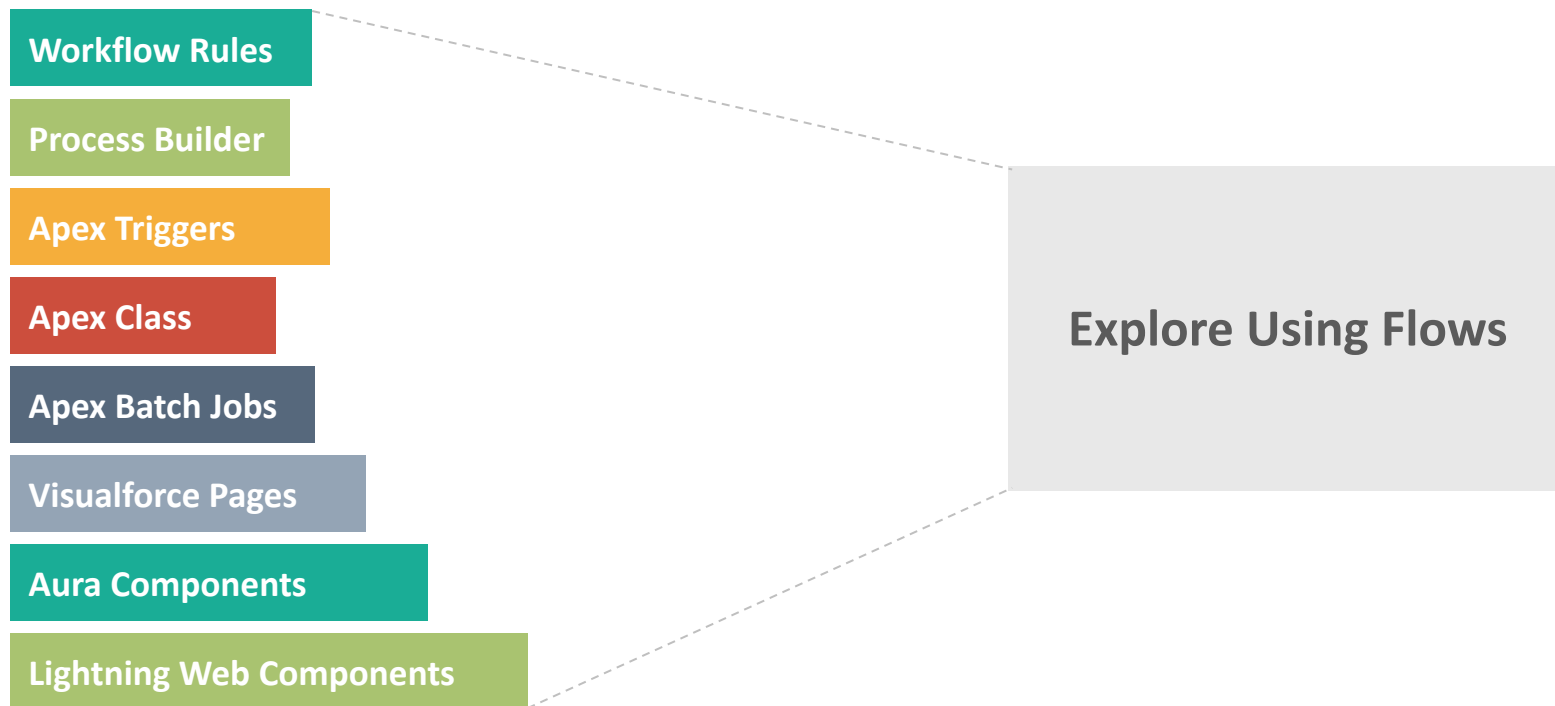 Workflow Rules
Process Builder
Apex Triggers
Apex Class
Apex Batch Jobs
Visualforce Pages
Aura Components
Lightning Web Components
Explore Using Flows